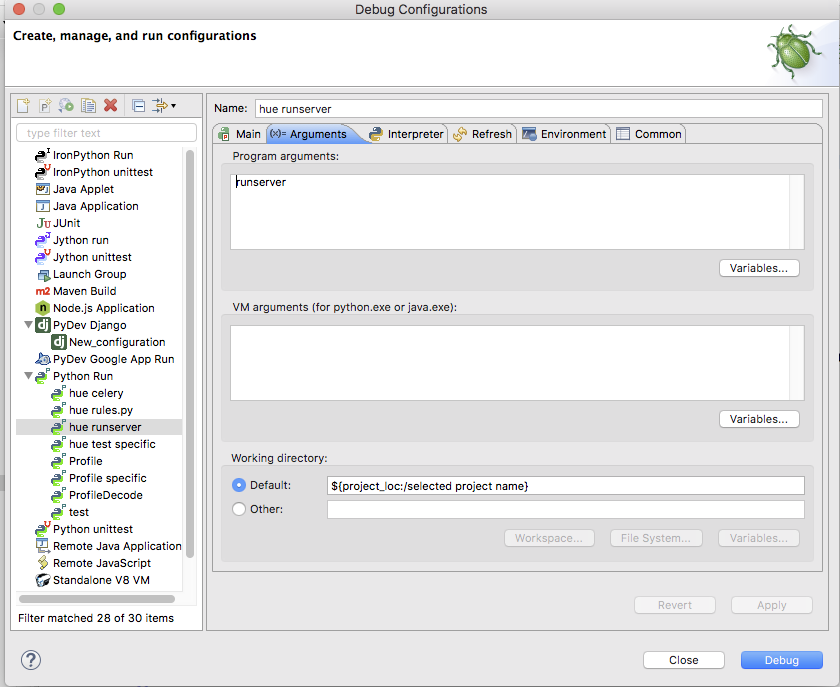 Debug Configurations
Create, manage, and run configurations
type filter text
IronPython Run
IronPython unittest
Java Applet
Java Application
JUnit
Jython run
Jython unittest
Launch Group
m2 Maven Build
Node.js Application
PyDev Django
New_configuration
PyDev Google App Run
Python Run
hue celery
hue rules.py
hue runserver
hue test specific
Profile
Profile specific
ProfileDecode
test
Python unittest
Remote Java Application
Remote JavaScript
Standalone V8 VM
Filter matched 28 of 30 items
Name: hue runserver
Main (x)= Arguments Interpreter Refresh Environment Common
Program arguments:
runserver
Variables...
VM arguments (for python.exe or java.exe):
Variables...
Working directory:
Default: ${project_loc:/selected project name}
Other:
Workspace... File System... Variables...
Revert Apply
? Close Debug